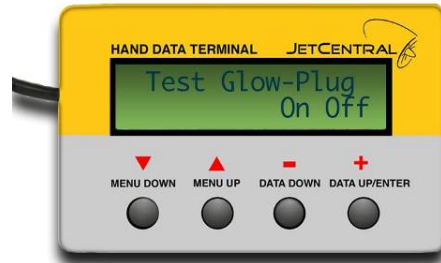 HAND DATA TERMINAL
JETCENTRAL
Test Glow-Plug
On Off
MENU DOWN
MENU UP
DATA DOWN
DATA UP/ENTER